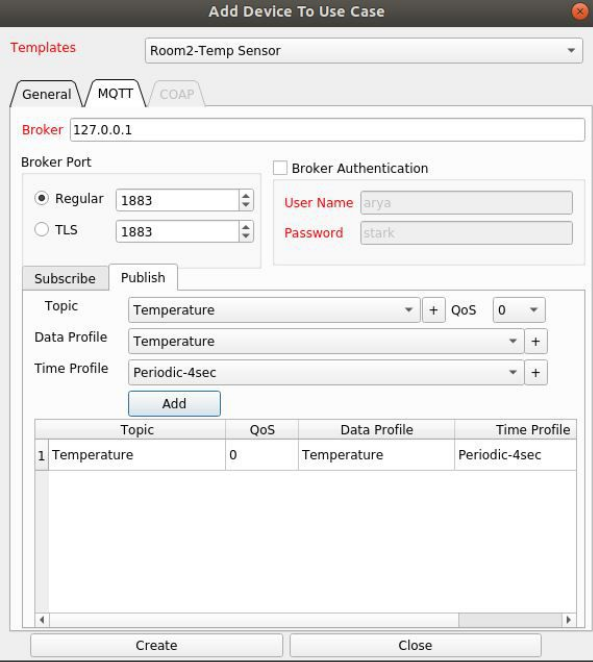 Add Device To Use Case
Templates Room2-Temp Sensor
General MQTT COAP
Broker 127.0.0.1
Broker Port Broker Authentication
Regular 1883 User Name arya
TLS 1883 Password stark
Subscribe Publish
Topic Temperature + QoS 0
Data Profile Temperature +
Time Profile Periodic-4sec +
Add
Topic QoS Data Profile Time Profile
1 Temperature 0 Temperature Periodic-4sec
Create Close